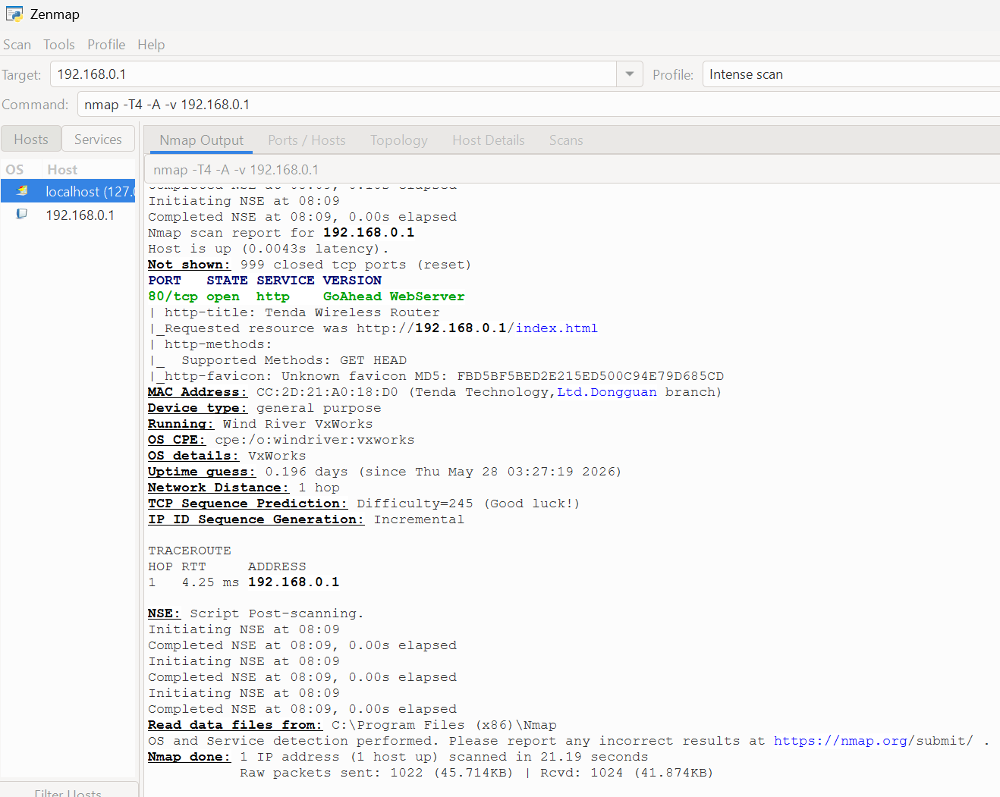 Zenmap
Scan Tools Profile Help
Target: 192.168.0.1 Profile: Intense scan
Command: nmap -T4 -A -v 192.168.0.1
Hosts Services
OS Host
localhost (127.0
192.168.0.1
Nmap Output Ports / Hosts Topology Host Details Scans
nmap -T4 -A -v 192.168.0.1
Initiating NSE at 08:09
Completed NSE at 08:09, 0.00s elapsed
Nmap scan report for 192.168.0.1
Host is up (0.0043s latency).
Not shown: 999 closed tcp ports (reset)
PORT   STATE SERVICE VERSION
80/tcp open  http    GoAhead WebServer
| http-title: Tenda Wireless Router
|_Requested resource was http://192.168.0.1/index.html
| http-methods:
|_  Supported Methods: GET HEAD
|_http-favicon: Unknown favicon MD5: FBD5BF5BED2E215ED500C94E79D685CD
MAC Address: CC:2D:21:A0:18:D0 (Tenda Technology,Ltd.Dongguan branch)
Device type: general purpose
Running: Wind River VxWorks
OS CPE: cpe:/o:windriver:vxworks
OS details: VxWorks
Uptime guess: 0.196 days (since Thu May 28 03:27:19 2026)
Network Distance: 1 hop
TCP Sequence Prediction: Difficulty=245 (Good luck!)
IP ID Sequence Generation: Incremental
TRACEROUTE
HOP RTT     ADDRESS
1   4.25 ms 192.168.0.1
NSE: Script Post-scanning.
Initiating NSE at 08:09
Completed NSE at 08:09, 0.00s elapsed
Initiating NSE at 08:09
Completed NSE at 08:09, 0.00s elapsed
Initiating NSE at 08:09
Completed NSE at 08:09, 0.00s elapsed
Read data files from: C:\Program Files (x86)\Nmap
OS and Service detection performed. Please report any incorrect results at https://nmap.org/submit/ .
Nmap done: 1 IP address (1 host up) scanned in 21.19 seconds
Raw packets sent: 1022 (45.714KB) | Rcvd: 1024 (41.874KB)
Filter Hosts